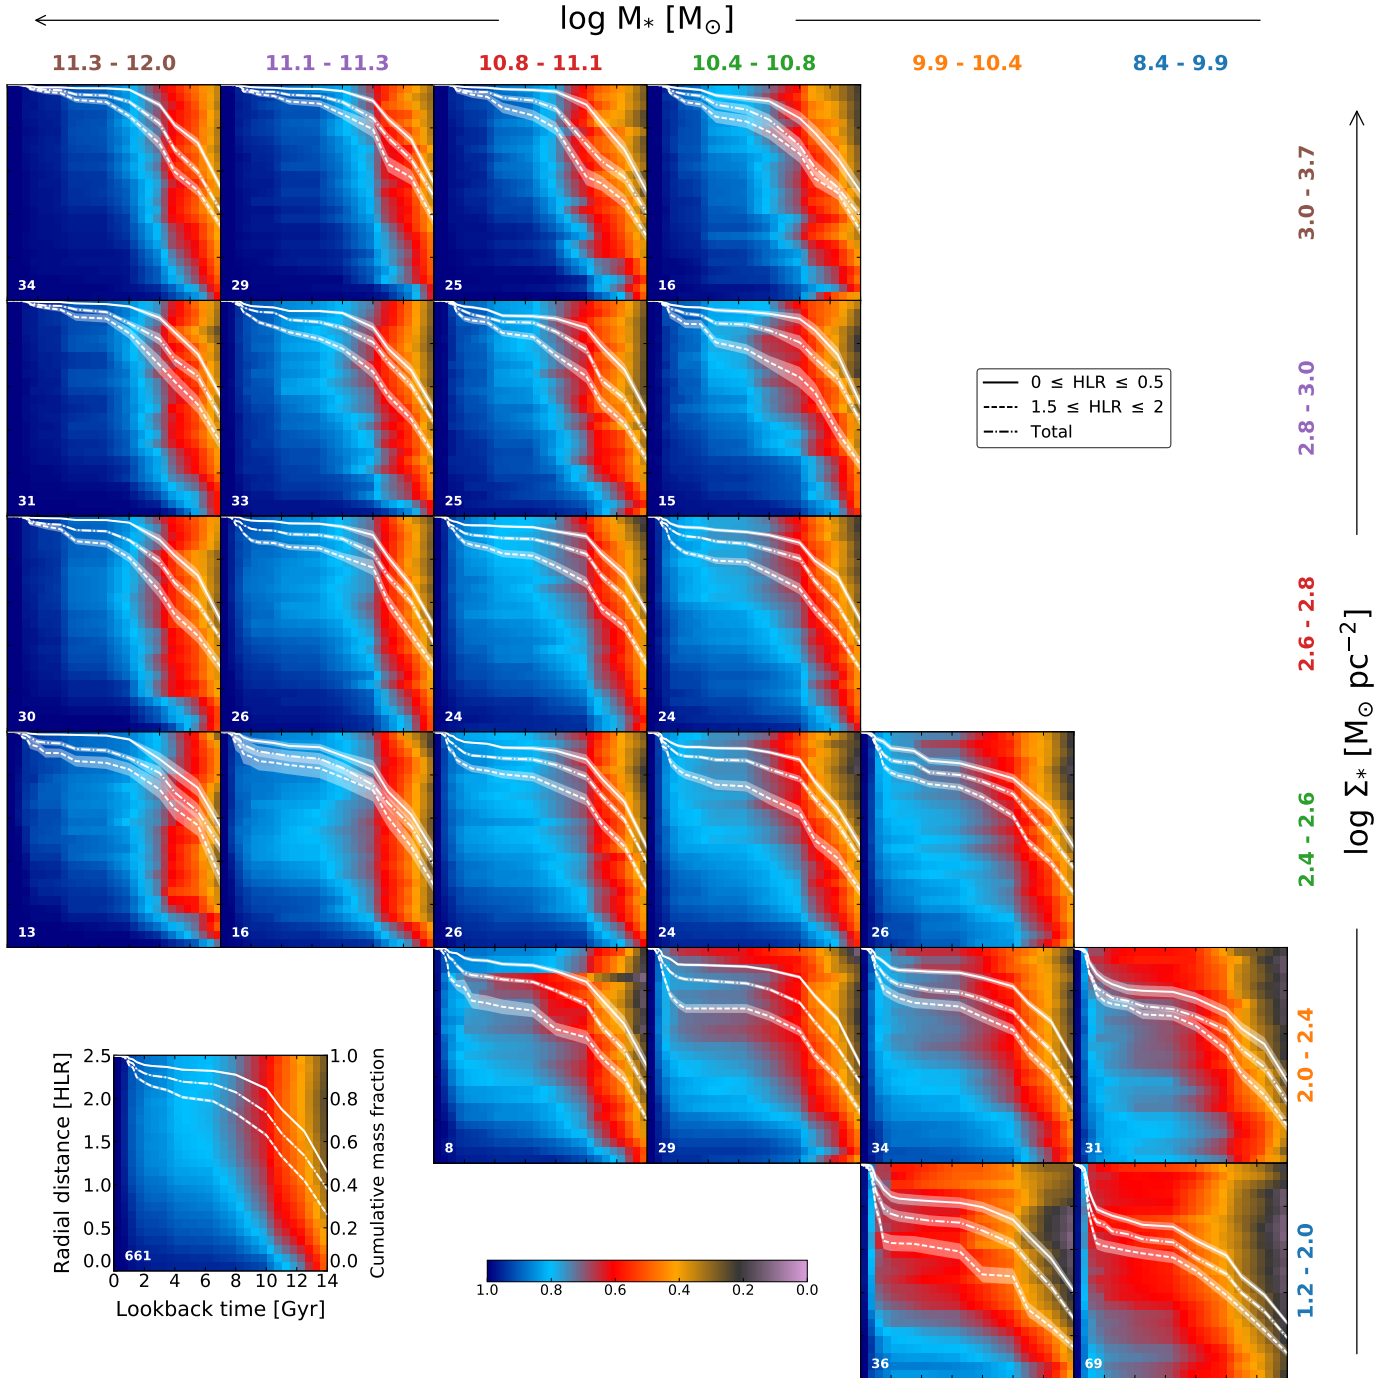 log M* [M⊙]
11.3 - 12.0 11.1 - 11.3 10.8 - 11.1 10.4 - 10.8 9.9 - 10.4 8.4 - 9.9
34 29 25 16
3.0 - 3.7
31 33 25 15
2.8 - 3.0
0 ≤ HLR ≤ 0.5
1.5 ≤ HLR ≤ 2
Total
30 26 24 24
2.6 - 2.8
13 16 26 24 26
2.4 - 2.6
log Σ* [M⊙ pc−2]
8 29 34 31
2.0 - 2.4
36 69
1.2 - 2.0
Radial distance [HLR]
2.5
2.0
1.5
1.0
0.5
0.0
661
1.0
0.8
0.6
0.4
0.2
0.0
Cumulative mass fraction
0 2 4 6 8 10 12 14
Lookback time [Gyr]
1.0 0.8 0.6 0.4 0.2 0.0